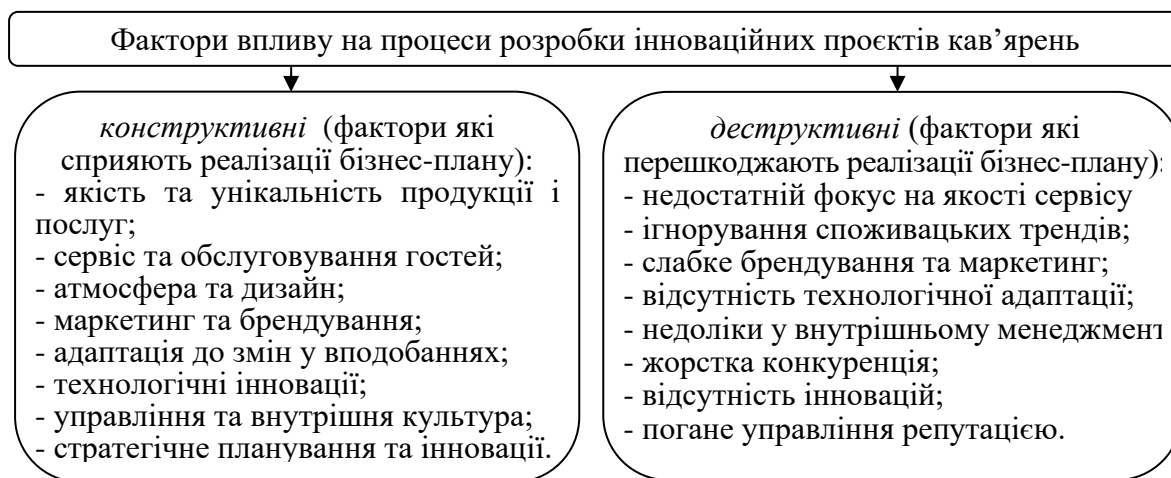 Фактори впливу на процеси розробки інноваційних проєктів кав’ярень
конструктивні (фактори які
сприяють реалізації бізнес-плану):
- якість та унікальність продукції і
послуг;
- сервіс та обслуговування гостей;
- атмосфера та дизайн;
- маркетинг та брендування;
- адаптація до змін у вподобаннях;
- технологічні інновації;
- управління та внутрішня культура;
- стратегічне планування та інновації.
деструктивні (фактори які
перешкоджають реалізації бізнес-плану):
- недостатній фокус на якості сервісу
- ігнорування споживацьких трендів;
- слабке брендування та маркетинг;
- відсутність технологічної адаптації;
- недоліки у внутрішньому менеджмент
- жорстка конкуренція;
- відсутність інновацій;
- погане управління репутацією.